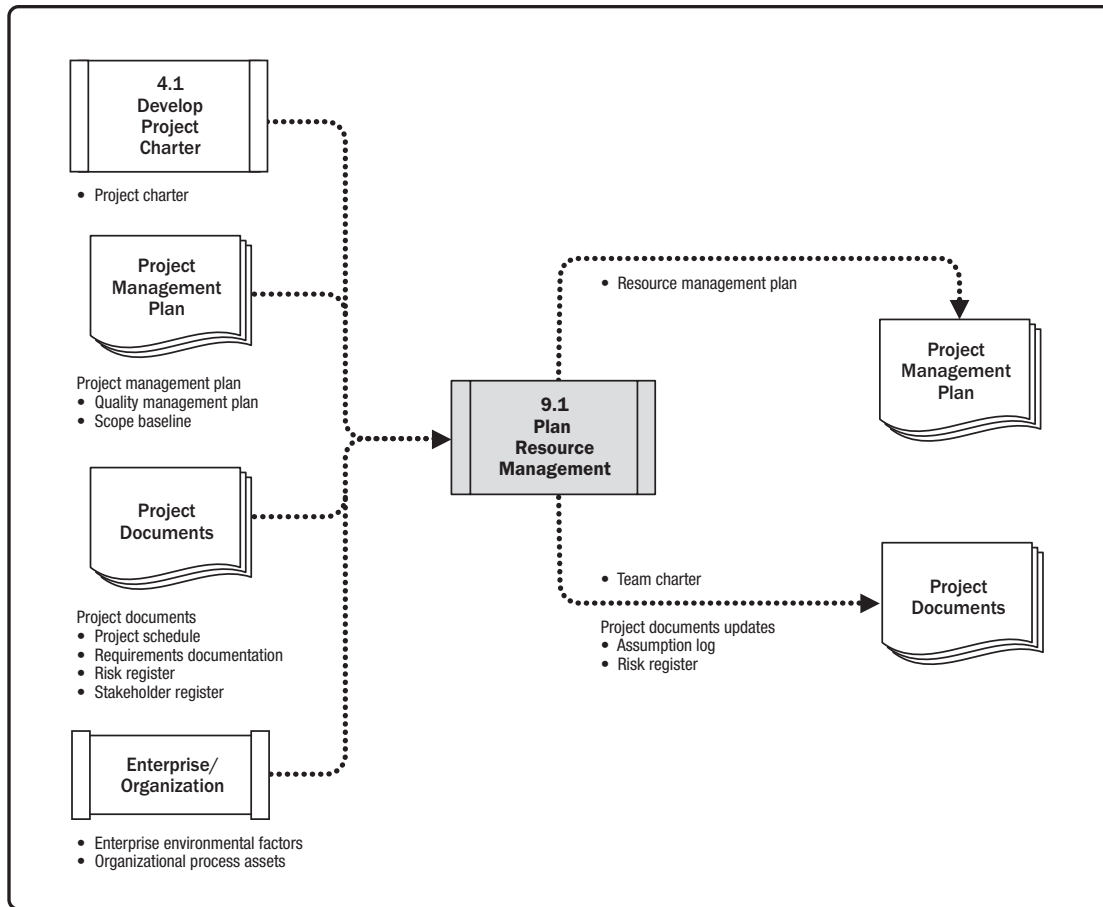 4.1
Develop
Project
Charter
• Project charter
Project
Management
Plan
Project management plan
• Quality management plan
• Scope baseline
Project
Documents
Project documents
• Project schedule
• Requirements documentation
• Risk register
• Stakeholder register
Enterprise/
Organization
• Enterprise environmental factors
• Organizational process assets
9.1
Plan
Resource
Management
• Resource management plan
Project
Management
Plan
• Team charter
Project documents updates
• Assumption log
• Risk register
Project
Documents